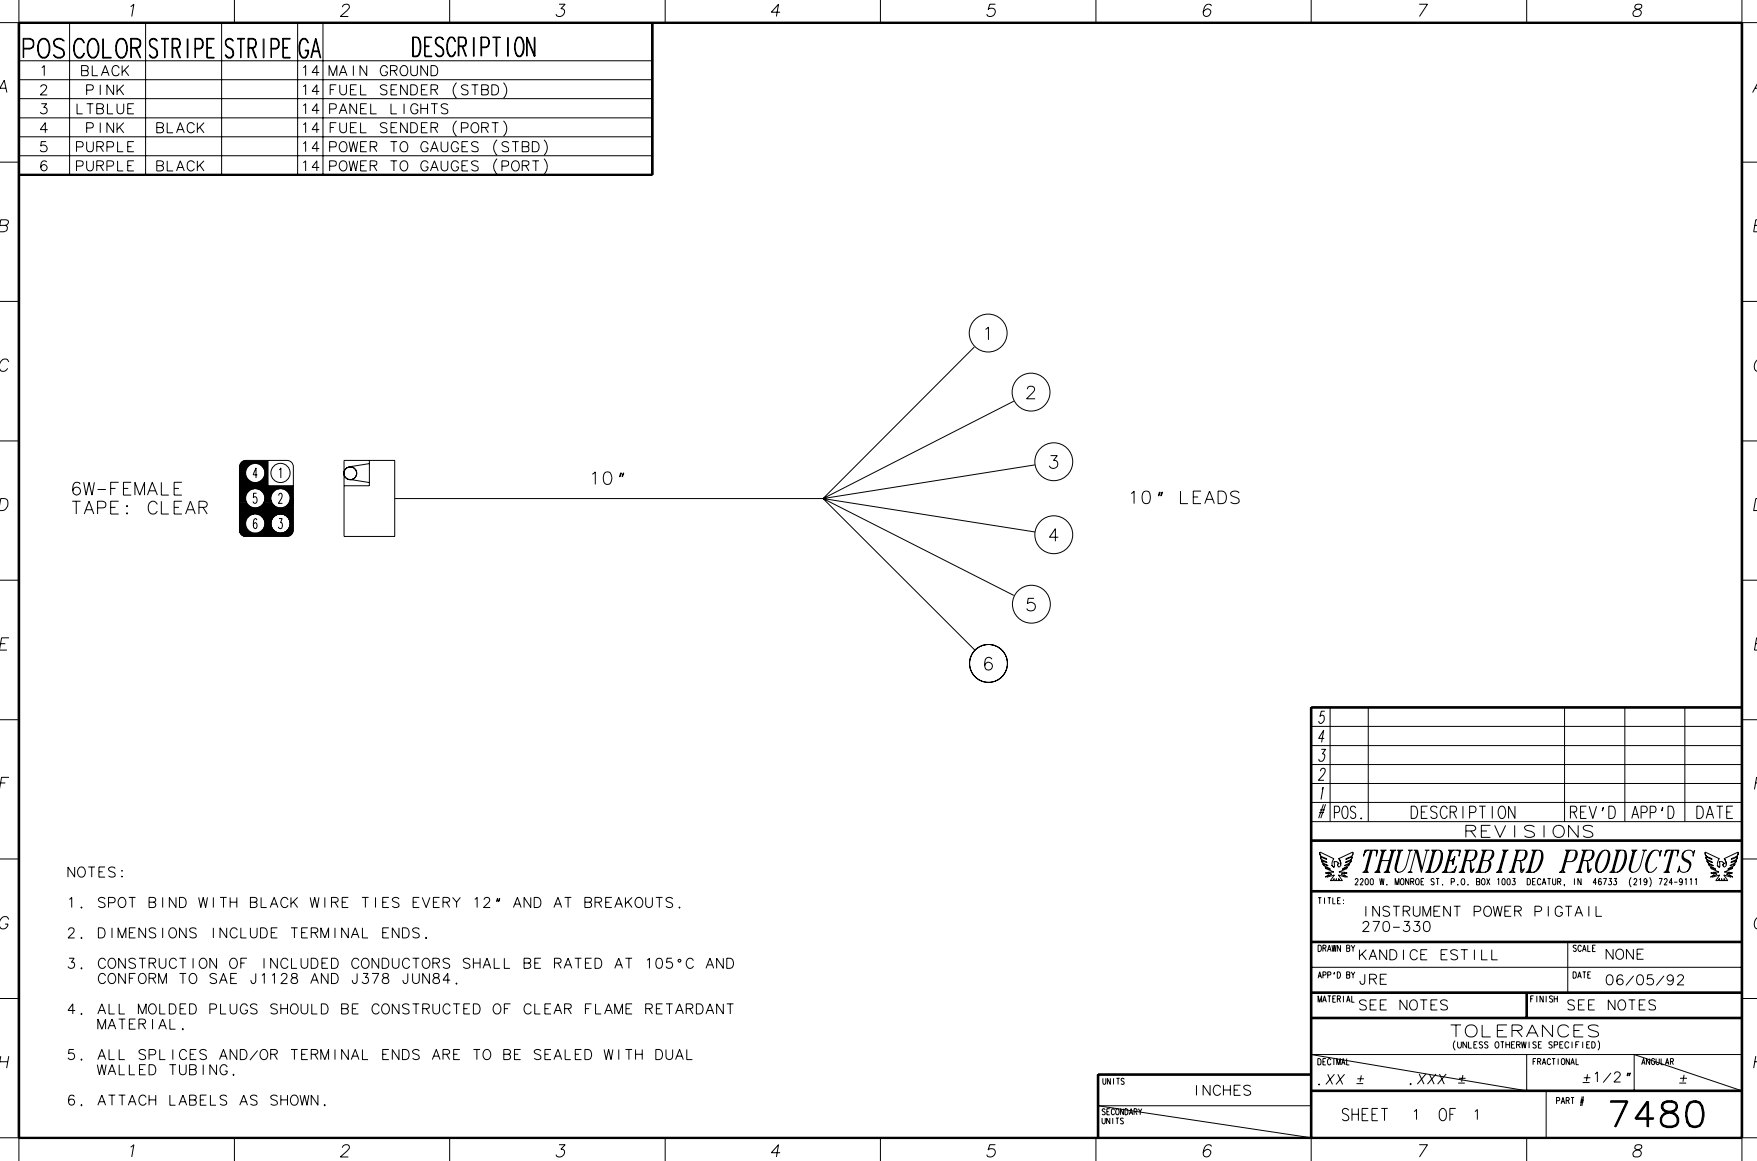 1 2 3 4 5 6 7 8
POS COLOR STRIPE STRIPE GA DESCRIPTION
1 BLACK 14 MAIN GROUND
2 PINK 14 FUEL SENDER (STBD)
3 LTBLUE 14 PANEL LIGHTS
4 PINK BLACK 14 FUEL SENDER (PORT)
5 PURPLE 14 POWER TO GAUGES (STBD)
6 PURPLE BLACK 14 POWER TO GAUGES (PORT)
A
B
C
D
E
F
G
H
1
2
3
4
5
6
6W-FEMALE
TAPE: CLEAR
4 1
5 2
6 3
10"
10" LEADS
NOTES:
1. SPOT BIND WITH BLACK WIRE TIES EVERY 12" AND AT BREAKOUTS.
2. DIMENSIONS INCLUDE TERMINAL ENDS.
3. CONSTRUCTION OF INCLUDED CONDUCTORS SHALL BE RATED AT 105°C AND
CONFORM TO SAE J1128 AND J378 JUN84.
4. ALL MOLDED PLUGS SHOULD BE CONSTRUCTED OF CLEAR FLAME RETARDANT
MATERIAL.
5. ALL SPLICES AND/OR TERMINAL ENDS ARE TO BE SEALED WITH DUAL
WALLED TUBING.
6. ATTACH LABELS AS SHOWN.
5
4
3
2
1
# POS. DESCRIPTION REV'D APP'D DATE
REVISIONS
THUNDERBIRD PRODUCTS
2200 W. MONROE ST. P.O. BOX 1003 DECATUR, IN 46733 (219) 724-9111
TITLE:
INSTRUMENT POWER PIGTAIL
270-330
DRAWN BY KANDICE ESTILL SCALE NONE
APP'D BY JRE DATE 06/05/92
MATERIAL SEE NOTES FINISH SEE NOTES
TOLERANCES
(UNLESS OTHERWISE SPECIFIED)
DECIMAL FRACTIONAL ANGULAR
.XX ± .XXX ± ±1/2" ±
UNITS INCHES
SECONDARY
UNITS
SHEET 1 OF 1 PART # 7480
1 2 3 4 5 6 7 8